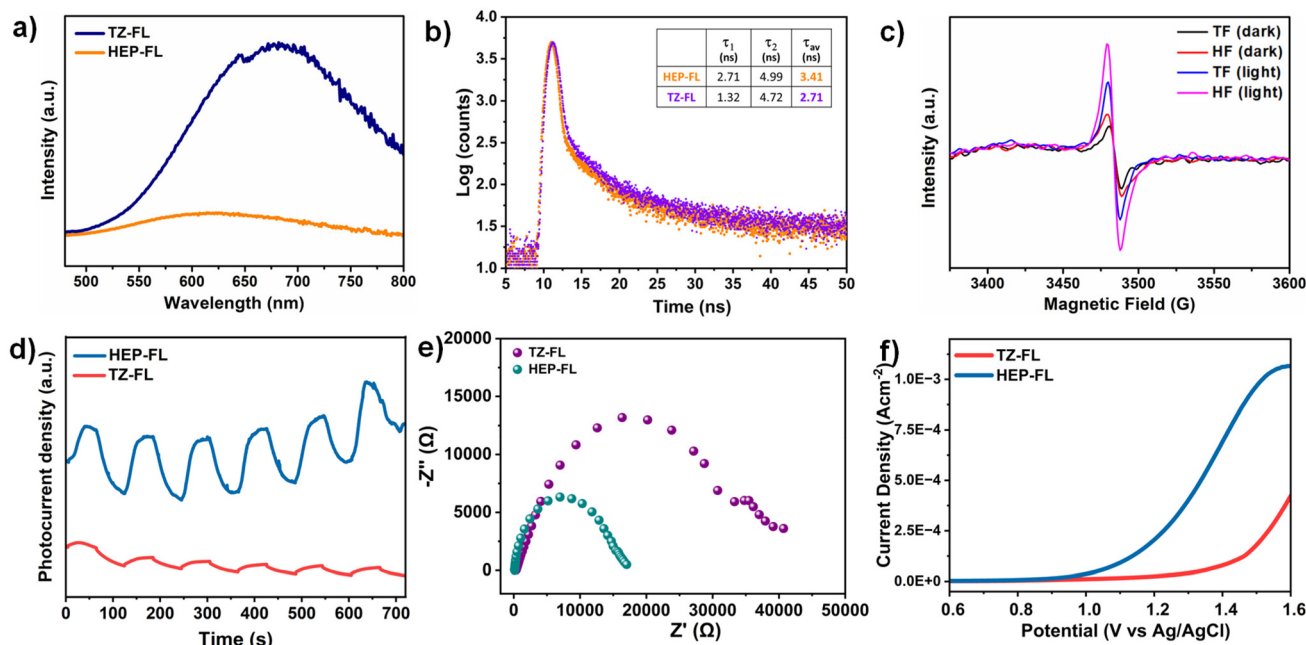 a)
TZ-FL
HEP-FL
Intensity (a.u.)
500 550 600 650 700 750 800
Wavelength (nm)
b)
τ1 (ns) τ2 (ns) τav (ns)
HEP-FL 2.71 4.99 3.41
TZ-FL 1.32 4.72 2.71
Log (counts)
4.0
3.5
3.0
2.5
2.0
1.5
1.0
5 10 15 20 25 30 35 40 45 50
Time (ns)
c)
TF (dark)
HF (dark)
TF (light)
HF (light)
Intensity (a.u.)
3400 3450 3500 3550 3600
Magnetic Field (G)
d)
HEP-FL
TZ-FL
Photocurrent density (a.u.)
0 100 200 300 400 500 600 700
Time (s)
e)
TZ-FL
HEP-FL
-Z'' (Ω)
20000
15000
10000
5000
0
0 10000 20000 30000 40000 50000
Z' (Ω)
f)
TZ-FL
HEP-FL
Current Density (Acm-2)
1.0E−3
7.5E−4
5.0E−4
2.5E−4
0.0E+0
0.6 0.8 1.0 1.2 1.4 1.6
Potential (V vs Ag/AgCl)